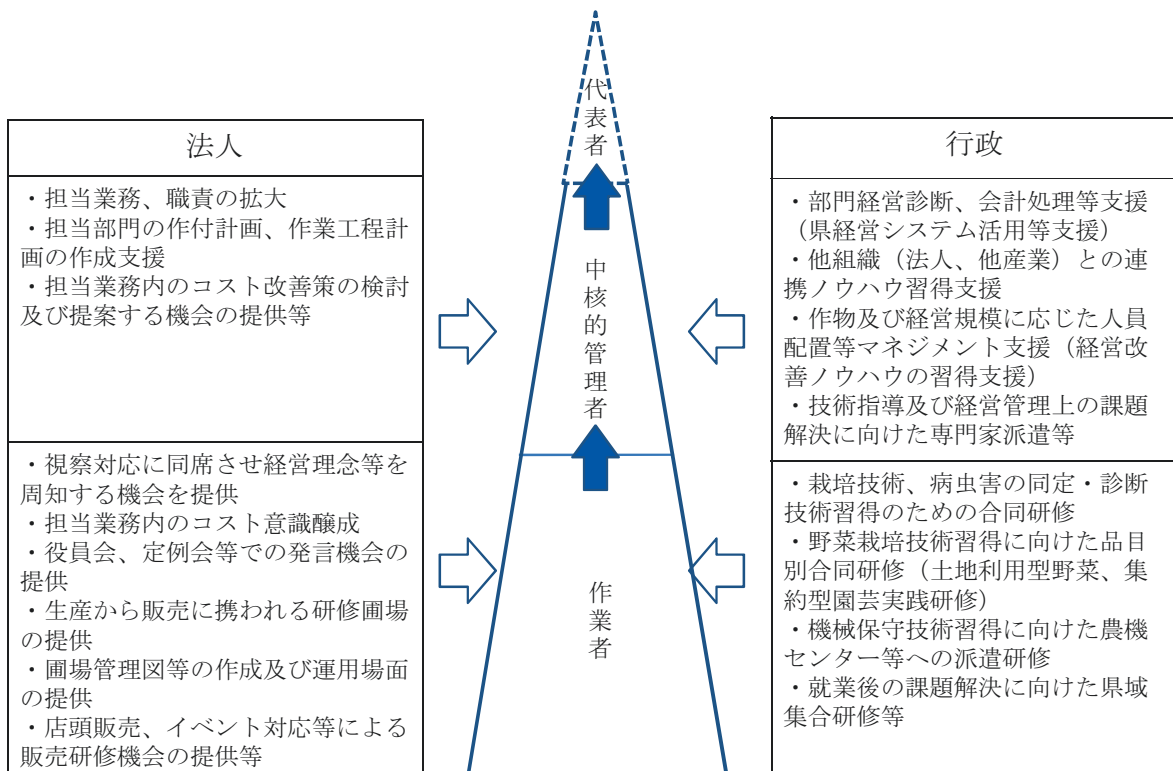 法人
・担当業務、職責の拡大
・担当部門の作付計画、作業工程計
画の作成支援
・担当業務内のコスト改善策の検討
及び提案する機会の提供等
・視察対応に同席させ経営理念等を
周知する機会を提供
・担当業務内のコスト意識醸成
・役員会、定例会等での発言機会の
提供
・生産から販売に携われる研修圃場
の提供
・圃場管理図等の作成及び運用場面
の提供
・店頭販売、イベント対応等による
販売研修機会の提供等
代表者
中核的管理者
作業者
行政
・部門経営診断、会計処理等支援
（県経営システム活用等支援）
・他組織（法人、他産業）との連
携ノウハウ習得支援
・作物及び経営規模に応じた人員
配置等マネジメント支援（経営改
善ノウハウの習得支援）
・技術指導及び経営管理上の課題
解決に向けた専門家派遣等
・栽培技術、病虫害の同定・診断
技術習得のための合同研修
・野菜栽培技術習得に向けた品目
別合同研修（土地利用型野菜、集
約型園芸実践研修）
・機械保守技術習得に向けた農機
センター等への派遣研修
・就業後の課題解決に向けた県域
集合研修等